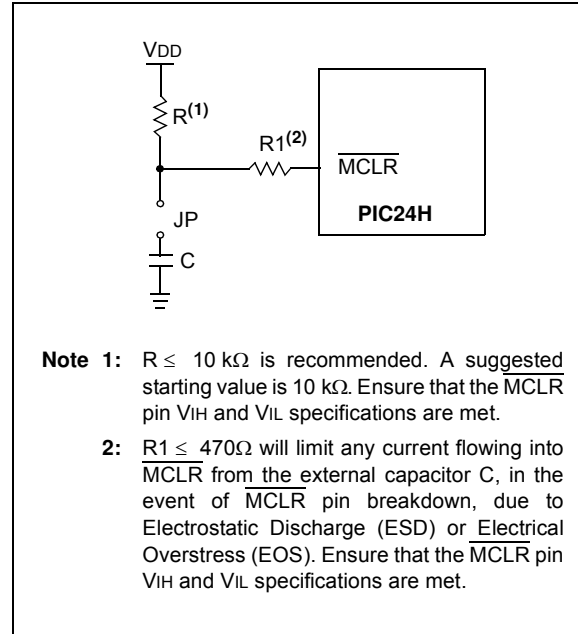 VDD
R(1)
R1(2)
MCLR
JP
PIC24H
C
Note 1: R ≤ 10 kΩ is recommended. A suggested
starting value is 10 kΩ. Ensure that the MCLR
pin VIH and VIL specifications are met.
2: R1 ≤ 470Ω will limit any current flowing into
MCLR from the external capacitor C, in the
event of MCLR pin breakdown, due to
Electrostatic Discharge (ESD) or Electrical
Overstress (EOS). Ensure that the MCLR pin
VIH and VIL specifications are met.